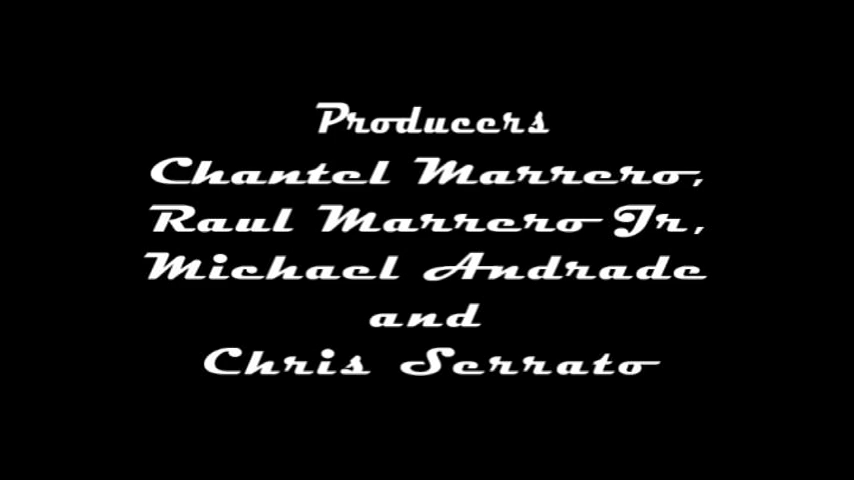 Producers
Chantel Marrero,
Raul Marrero Jr,
Michael Andrade
and
Chris Serrato